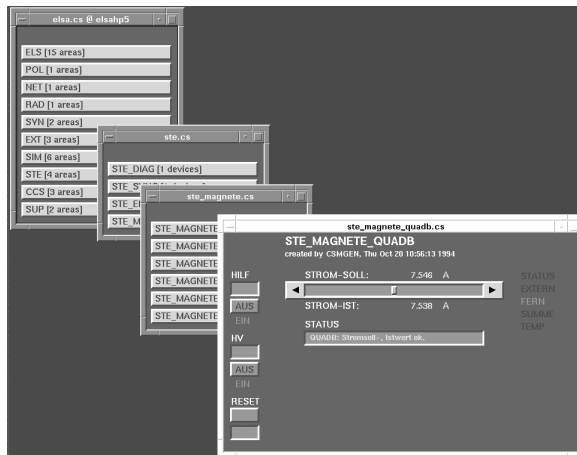 elsa.cs @ elsahp5
ELS [15 areas]
POL [1 areas]
NET [1 areas]
RAD [1 areas]
SYN [2 areas]
EXT [3 areas]
SIM [6 areas]
STE [4 areas]
CCS [3 areas]
SUP [2 areas]
ste.cs
STE_DIAG [1 devices]
ste_magnete.cs
STE_MAGNETE
STE_MAGNETE
STE_MAGNETE
STE_MAGNETE
STE_MAGNETE
STE_MAGNETE
ste_magnete_quadb.cs
STE_MAGNETE_QUADB
created by CSMGEN, Thu Oct 20 10:56:13 1994
HILF
AUS
EIN
HV
AUS
EIN
RESET
STROM-SOLL: 7.546 A
STROM-IST: 7.538 A
STATUS
QUADB: Stromsoll-, Istwert ok.
STATUS
EXTERN
FERN
SUMME
TEMP